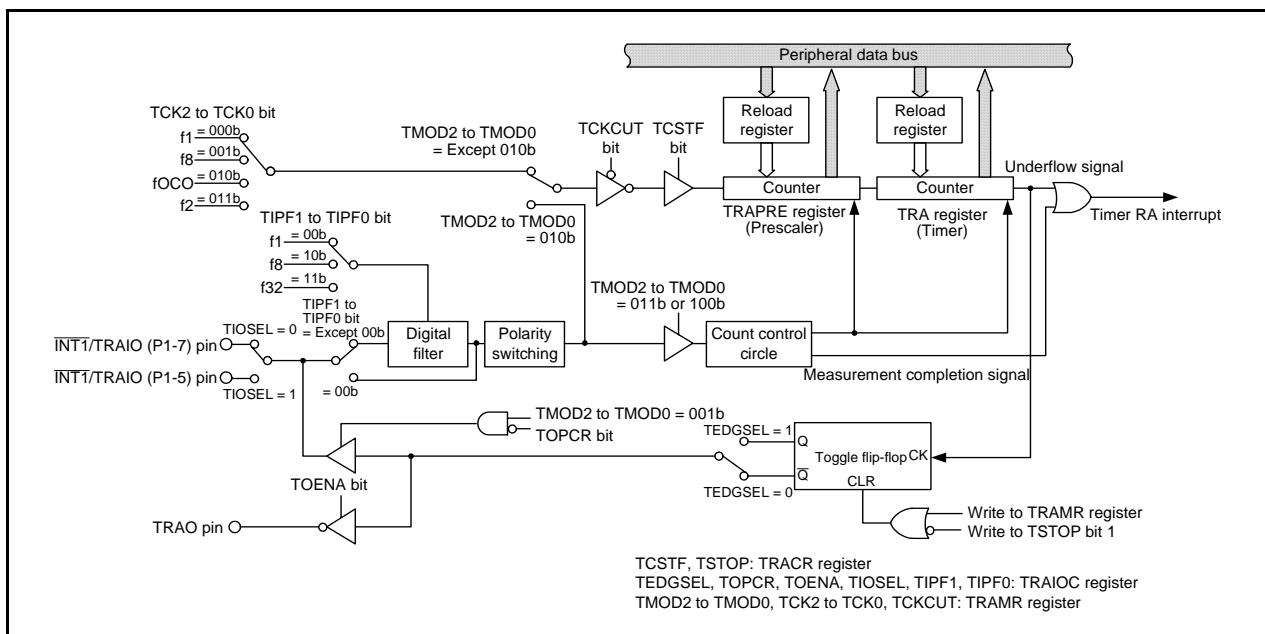 Peripheral data bus
Reload
register
Reload
register
TCK2 to TCK0 bit
f1 = 000b
f8 = 001b
fOCO = 010b
f2 = 011b
TMOD2 to TMOD0
= Except 010b
TCKCUT
bit
TCSTF
bit
Counter
TRAPRE register
(Prescaler)
Counter
TRA register
(Timer)
Underflow signal
Timer RA interrupt
TMOD2 to TMOD0
= 010b
TIPF1 to TIPF0 bit
f1 = 00b
f8 = 10b
f32 = 11b
TMOD2 to TMOD0
= 011b or 100b
TIPF1 to
TIPF0 bit
= Except 00b
TIOSEL = 0
INT1/TRAIO (P1-7) pin
Digital
filter
Polarity
switching
Count control
circle
Measurement completion signal
INT1/TRAIO (P1-5) pin
TIOSEL = 1
= 00b
TMOD2 to TMOD0 = 001b
TOPCR bit
TEDGSEL = 1
Q
Toggle flip-flop CK
Q
CLR
TEDGSEL = 0
TOENA bit
TRAO pin
Write to TRAMR register
Write to TSTOP bit 1
TCSTF, TSTOP: TRACR register
TEDGSEL, TOPCR, TOENA, TIOSEL, TIPF1, TIPF0: TRAIOC register
TMOD2 to TMOD0, TCK2 to TCK0, TCKCUT: TRAMR register